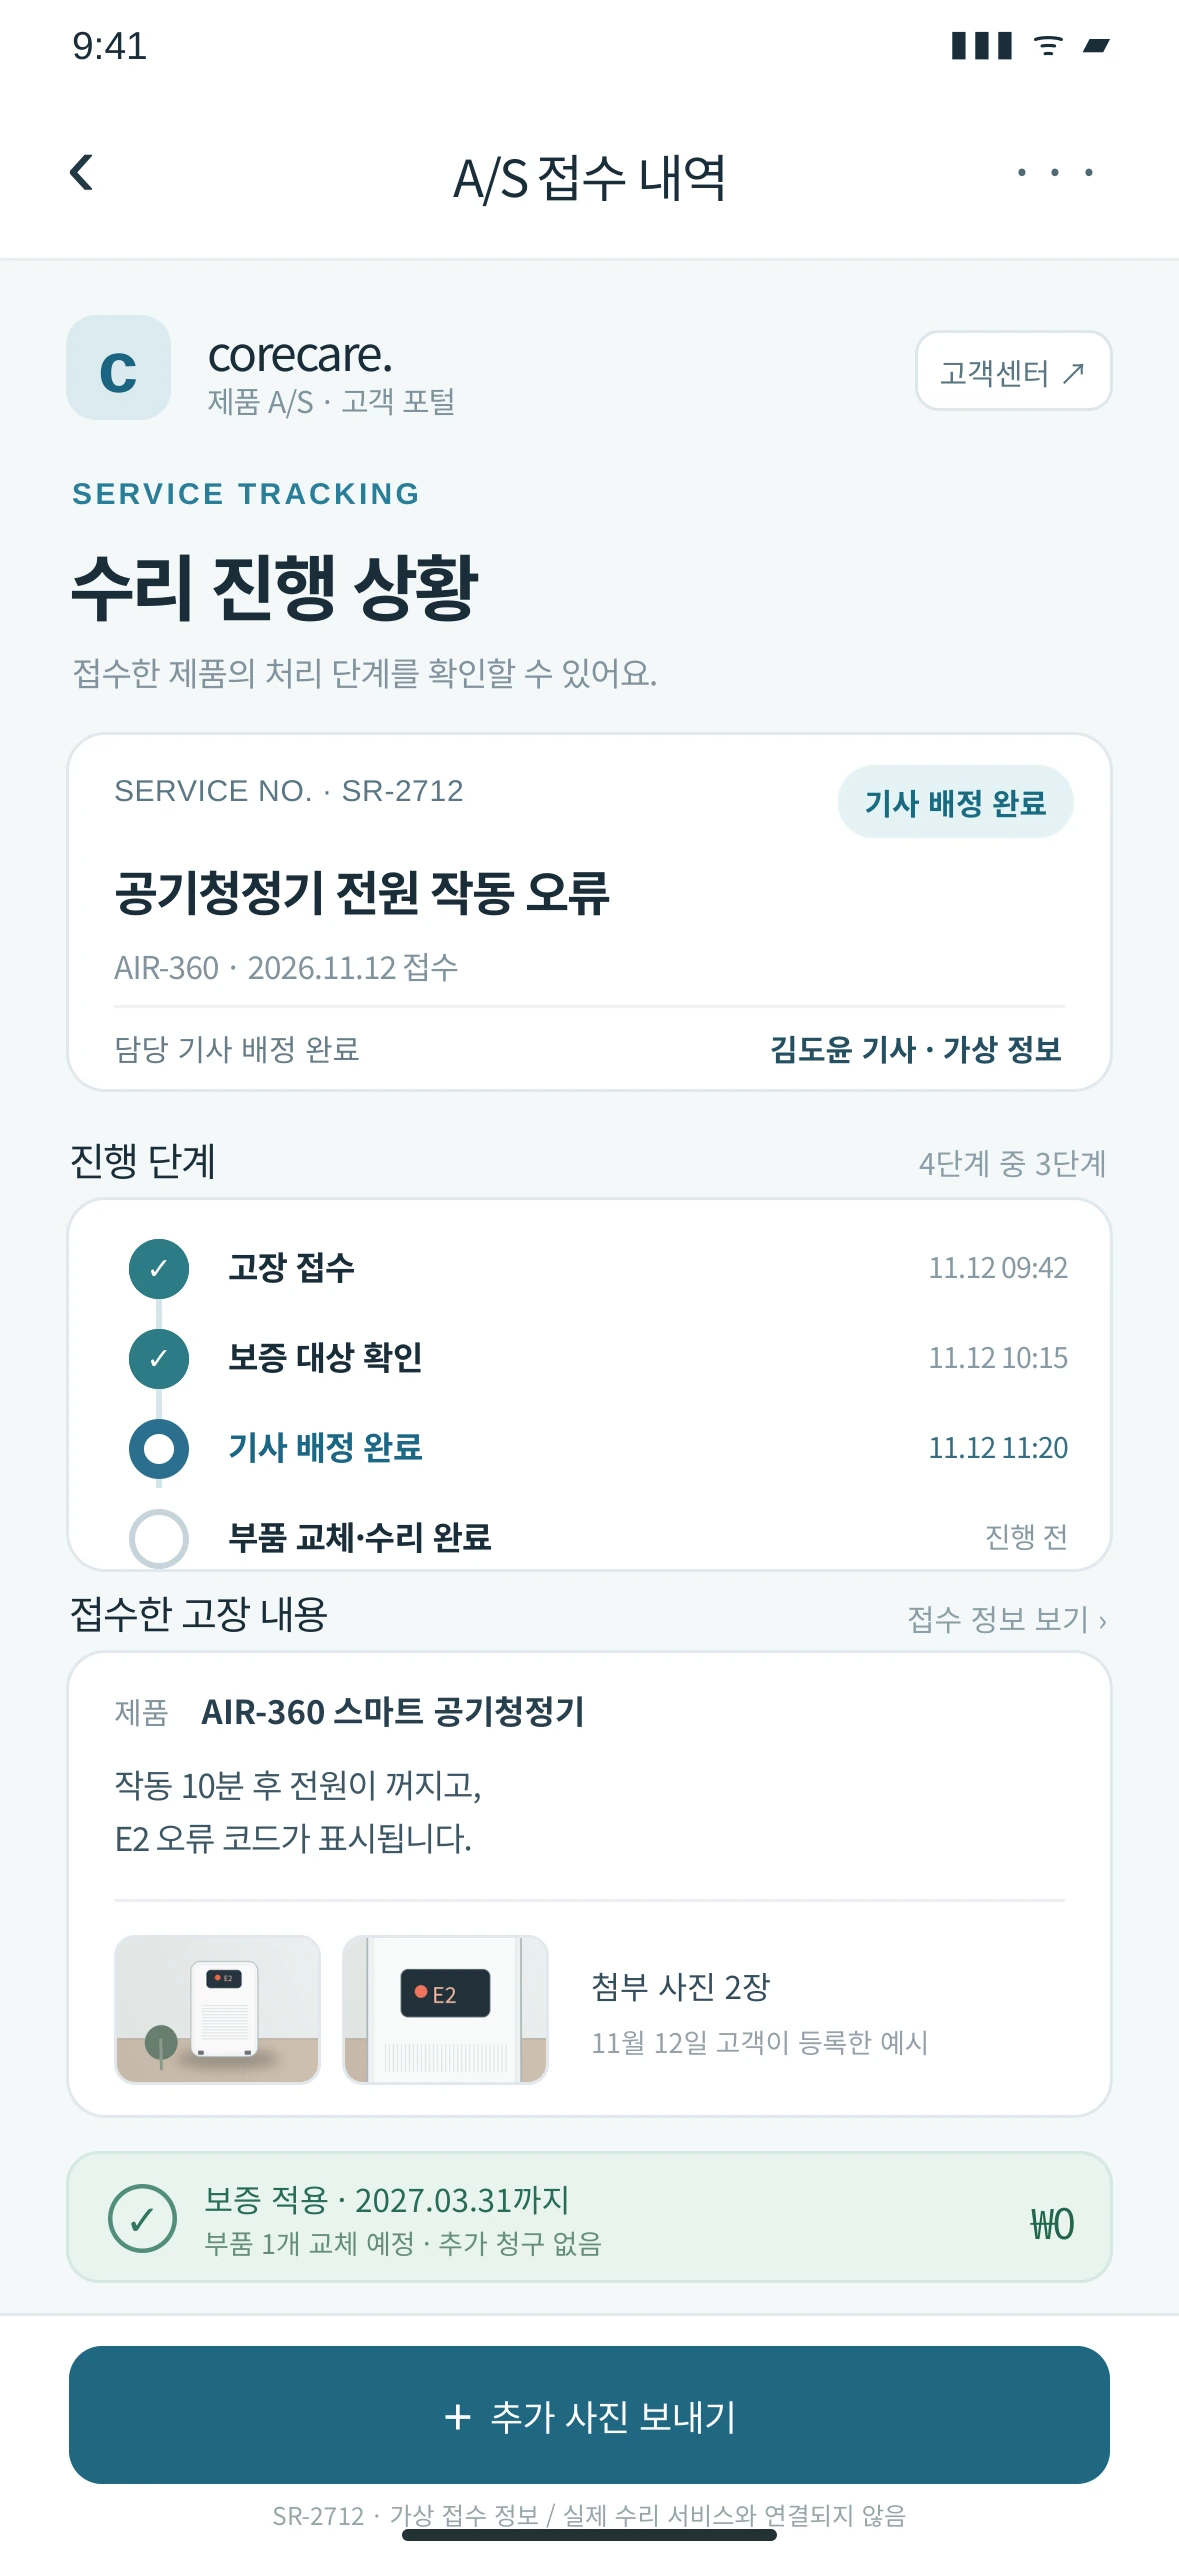 9:41
A/S 접수 내역
c
corecare.
제품 A/S · 고객 포털
고객센터 ↗
SERVICE TRACKING
수리 진행 상황
접수한 제품의 처리 단계를 확인할 수 있어요.
SERVICE NO. · SR-2712
기사 배정 완료
공기청정기 전원 작동 오류
AIR-360 · 2026.11.12 접수
담당 기사 배정 완료
김도윤 기사 · 가상 정보
진행 단계
4단계 중 3단계
고장 접수
11.12 09:42
보증 대상 확인
11.12 10:15
기사 배정 완료
11.12 11:20
부품 교체·수리 완료
진행 전
접수한 고장 내용
접수 정보 보기 ›
제품 AIR-360 스마트 공기청정기
작동 10분 후 전원이 꺼지고,
E2 오류 코드가 표시됩니다.
E2
E2
첨부 사진 2장
11월 12일 고객이 등록한 예시
보증 적용 · 2027.03.31까지
부품 1개 교체 예정 · 추가 청구 없음
₩0
+ 추가 사진 보내기
SR-2712 · 가상 접수 정보 / 실제 수리 서비스와 연결되지 않음